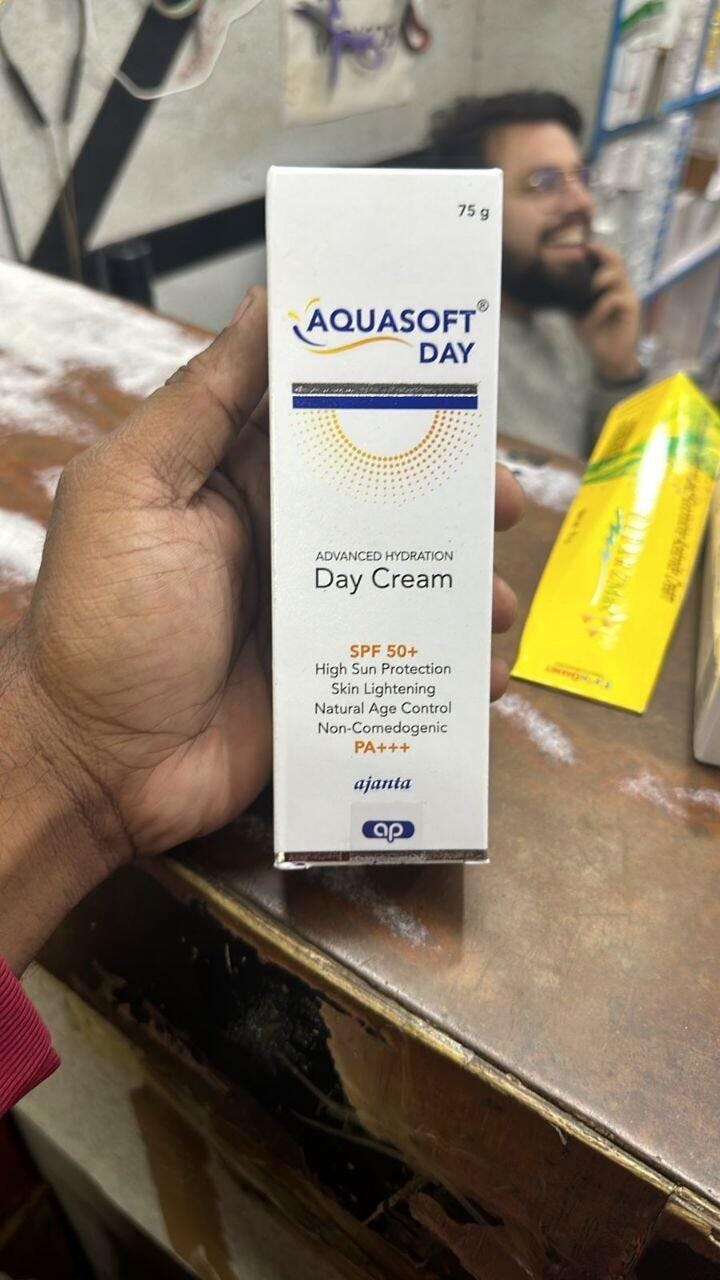 75 g
AQUASOFT®
DAY
ADVANCED HYDRATION
Day Cream
SPF 50+
High Sun Protection
Skin Lightening
Natural Age Control
Non-Comedogenic
PA+++
ajanta
ap